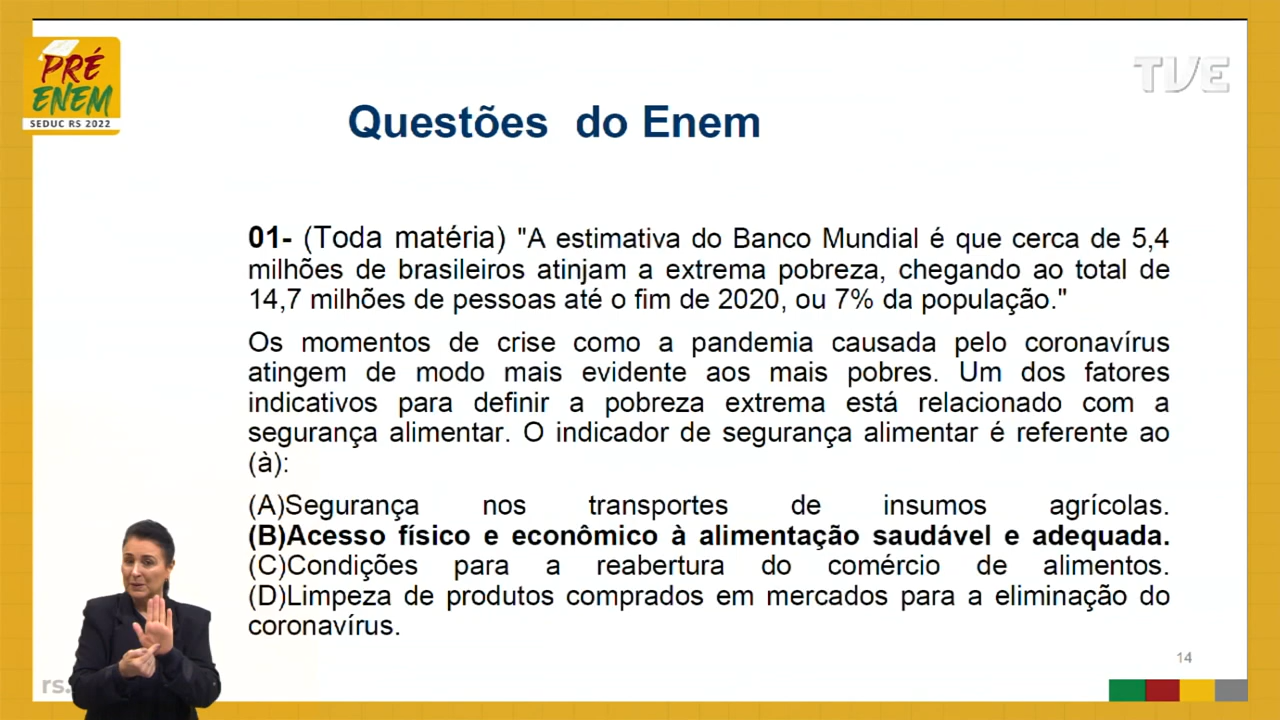 PRÉ
ENEM
SEDUC RS 2022
TVE
Questões do Enem
01- (Toda matéria) "A estimativa do Banco Mundial é que cerca de 5,4
milhões de brasileiros atinjam a extrema pobreza, chegando ao total de
14,7 milhões de pessoas até o fim de 2020, ou 7% da população."
Os momentos de crise como a pandemia causada pelo coronavírus
atingem de modo mais evidente aos mais pobres. Um dos fatores
indicativos para definir a pobreza extrema está relacionado com a
segurança alimentar. O indicador de segurança alimentar é referente ao
(à):
(A)Segurança nos transportes de insumos agrícolas.
(B)Acesso físico e econômico à alimentação saudável e adequada.
(C)Condições para a reabertura do comércio de alimentos.
(D)Limpeza de produtos comprados em mercados para a eliminação do
coronavírus.
14
rs.